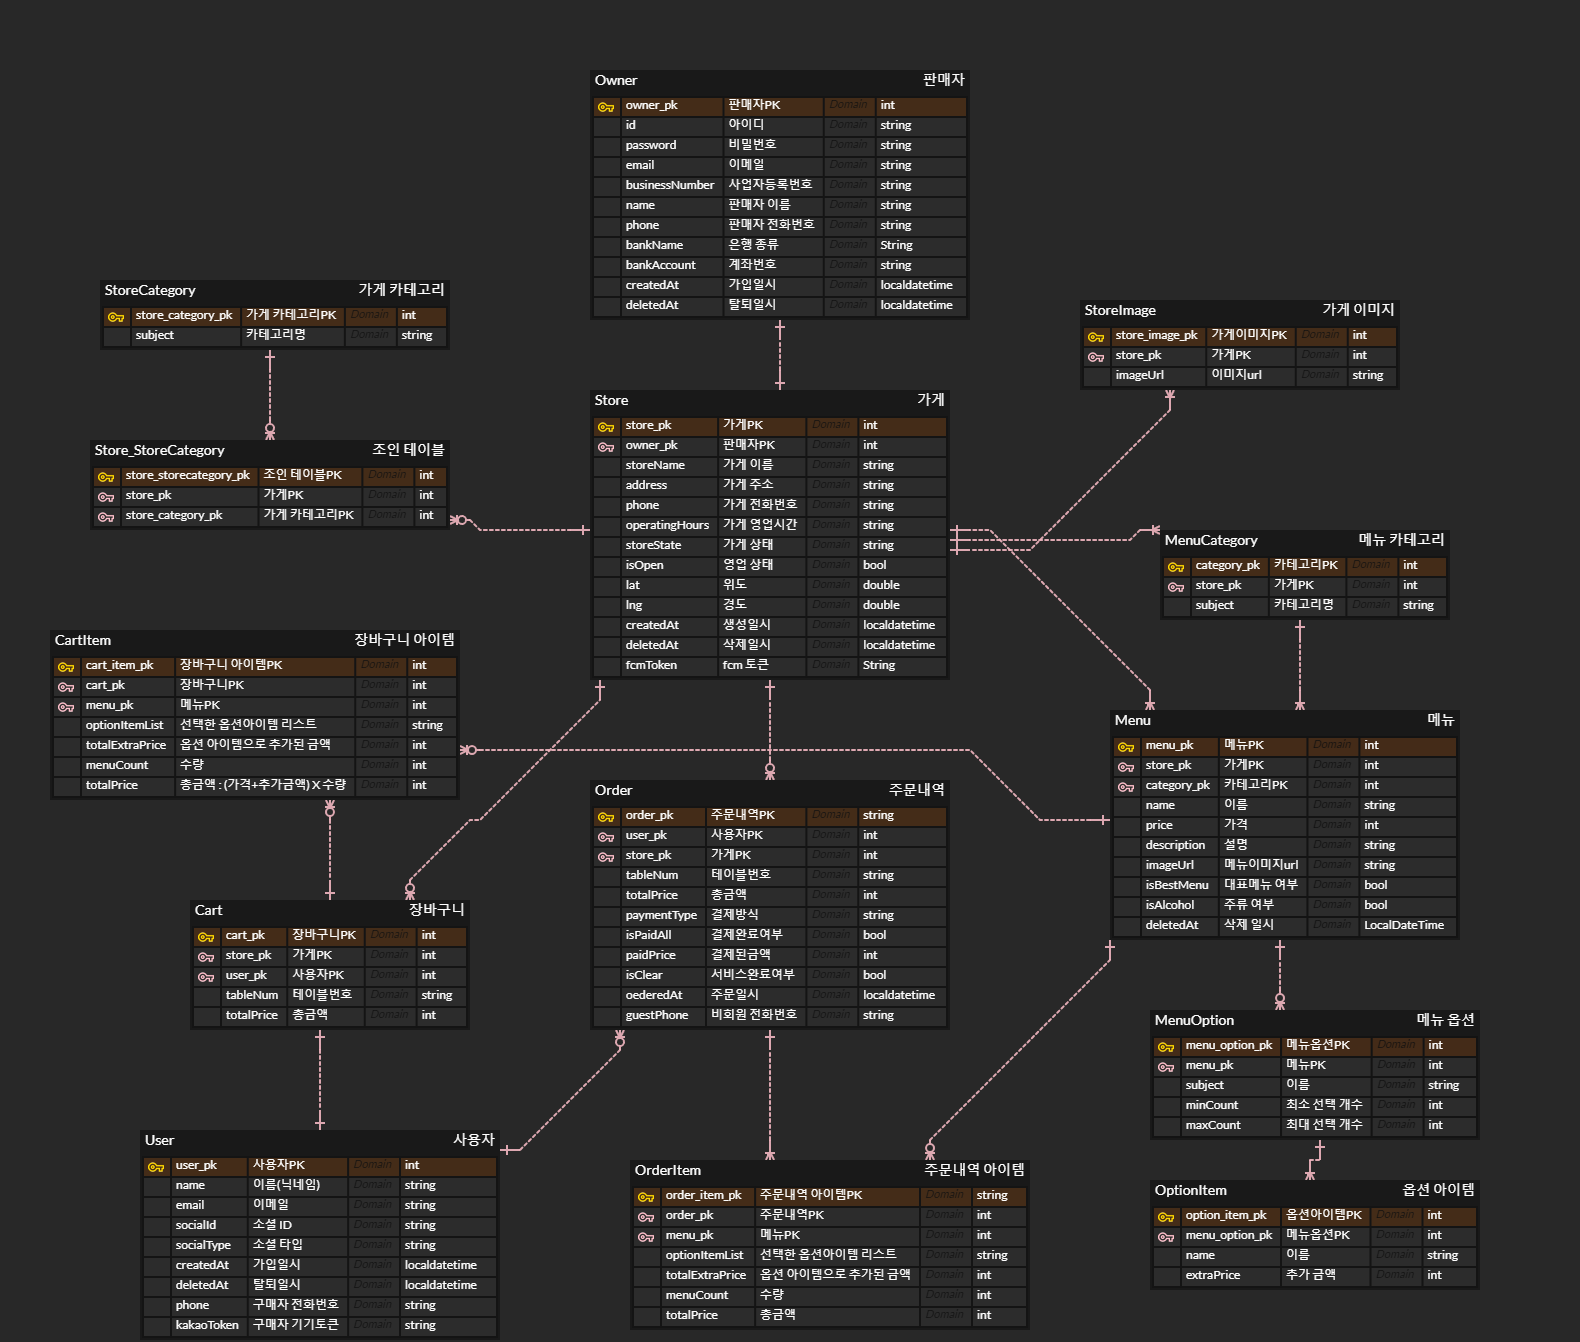 Owner 판매자
owner_pk 판매자PK Domain int
id 아이디 Domain string
password 비밀번호 Domain string
email 이메일 Domain string
businessNumber 사업자등록번호 Domain string
name 판매자 이름 Domain string
phone 판매자 전화번호 Domain string
bankName 은행 종류 Domain String
bankAccount 계좌번호 Domain string
createdAt 가입일시 Domain localdatetime
deletedAt 탈퇴일시 Domain localdatetime
StoreCategory 가게 카테고리
store_category_pk 가게 카테고리PK Domain int
subject 카테고리명 Domain string
StoreImage 가게 이미지
store_image_pk 가게이미지PK Domain int
store_pk 가게PK Domain int
imageUrl 이미지url Domain string
Store 가게
store_pk 가게PK Domain int
owner_pk 판매자PK Domain int
storeName 가게 이름 Domain string
address 가게 주소 Domain string
phone 가게 전화번호 Domain string
operatingHours 가게 영업시간 Domain string
storeState 가게 상태 Domain string
isOpen 영업 상태 Domain bool
lat 위도 Domain double
lng 경도 Domain double
createdAt 생성일시 Domain localdatetime
deletedAt 삭제일시 Domain localdatetime
fcmToken fcm 토큰 Domain String
Store_StoreCategory 조인 테이블
store_storecategory_pk 조인 테이블PK Domain int
store_pk 가게PK Domain int
store_category_pk 가게 카테고리PK Domain int
MenuCategory 메뉴 카테고리
category_pk 카테고리PK Domain int
store_pk 가게PK Domain int
subject 카테고리명 Domain string
CartItem 장바구니 아이템
cart_item_pk 장바구니 아이템PK Domain int
cart_pk 장바구니PK Domain int
menu_pk 메뉴PK Domain int
optionItemList 선택한 옵션아이템 리스트 Domain string
totalExtraPrice 옵션 아이템으로 추가된 금액 Domain int
menuCount 수량 Domain int
totalPrice 총금액 : (가격+추가금액) X 수량 Domain int
Menu 메뉴
menu_pk 메뉴PK Domain int
store_pk 가게PK Domain int
category_pk 카테고리PK Domain int
name 이름 Domain string
price 가격 Domain int
description 설명 Domain string
imageUrl 메뉴이미지url Domain string
isBestMenu 대표메뉴 여부 Domain bool
isAlcohol 주류 여부 Domain bool
deletedAt 삭제 일시 Domain LocalDateTime
Order 주문내역
order_pk 주문내역PK Domain string
user_pk 사용자PK Domain int
store_pk 가게PK Domain int
tableNum 테이블번호 Domain string
totalPrice 총금액 Domain int
paymentType 결제방식 Domain string
isPaidAll 결제완료여부 Domain bool
paidPrice 결제된금액 Domain int
isClear 서비스완료여부 Domain bool
oederedAt 주문일시 Domain localdatetime
guestPhone 비회원 전화번호 Domain string
Cart 장바구니
cart_pk 장바구니PK Domain int
store_pk 가게PK Domain int
user_pk 사용자PK Domain int
tableNum 테이블번호 Domain string
totalPrice 총금액 Domain int
MenuOption 메뉴 옵션
menu_option_pk 메뉴옵션PK Domain int
menu_pk 메뉴PK Domain int
subject 이름 Domain string
minCount 최소 선택 개수 Domain int
maxCount 최대 선택 개수 Domain int
User 사용자
user_pk 사용자PK Domain int
name 이름(닉네임) Domain string
email 이메일 Domain string
socialId 소셜 ID Domain string
socialType 소셜 타입 Domain string
createdAt 가입일시 Domain localdatetime
deletedAt 탈퇴일시 Domain localdatetime
phone 구매자 전화번호 Domain string
kakaoToken 구매자 기기토큰 Domain string
OrderItem 주문내역 아이템
order_item_pk 주문내역 아이템PK Domain string
order_pk 주문내역PK Domain int
menu_pk 메뉴PK Domain int
optionItemList 선택한 옵션아이템 리스트 Domain string
totalExtraPrice 옵션 아이템으로 추가된 금액 Domain int
menuCount 수량 Domain int
totalPrice 총금액 Domain int
OptionItem 옵션 아이템
option_item_pk 옵션아이템PK Domain int
menu_option_pk 메뉴옵션PK Domain int
name 이름 Domain string
extraPrice 추가 금액 Domain int